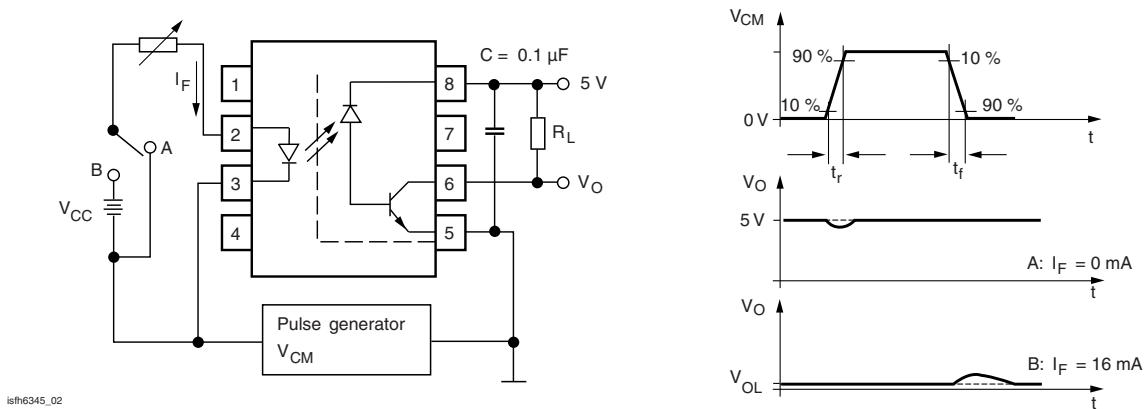 I_F
1
2
3
4
8
7
6
5
C = 0.1 µF
5 V
R_L
V_O
A
B
V_CC
Pulse generator
V_CM
isfh6345_02
V_CM
90 %
10 %
10 %
90 %
0 V
t
t_r
t_f
V_O
5 V
A: I_F = 0 mA
t
V_O
B: I_F = 16 mA
V_OL
t